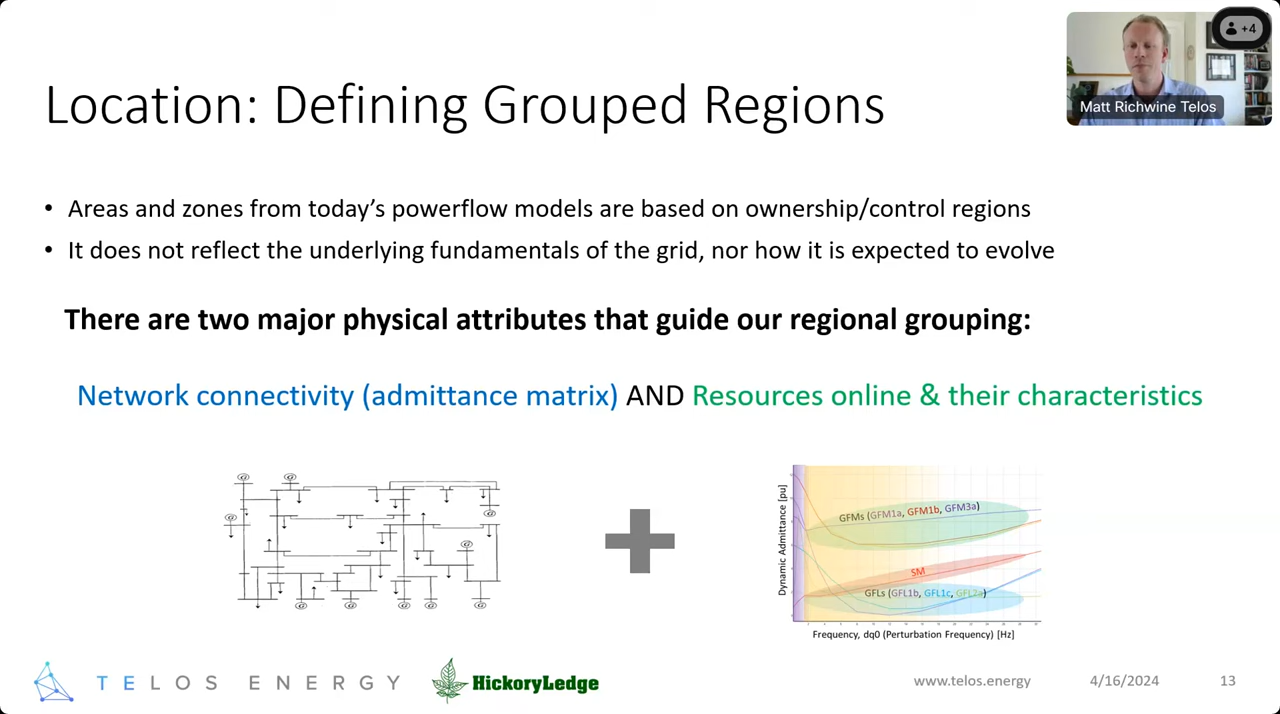 +4
Matt Richwine Telos
Location: Defining Grouped Regions
• Areas and zones from today’s powerflow models are based on ownership/control regions
• It does not reflect the underlying fundamentals of the grid, nor how it is expected to evolve
There are two major physical attributes that guide our regional grouping:
Network connectivity (admittance matrix) AND Resources online & their characteristics
Dynamic Admittance [pu]
GFMs (GFM1a, GFM1b, GFM3a)
SM
GFLs (GFL1b, GFL1c, GFL2a)
Frequency, dq0 (Perturbation Frequency) [Hz]
TELOS ENERGY
HickoryLedge
www.telos.energy
4/16/2024
13